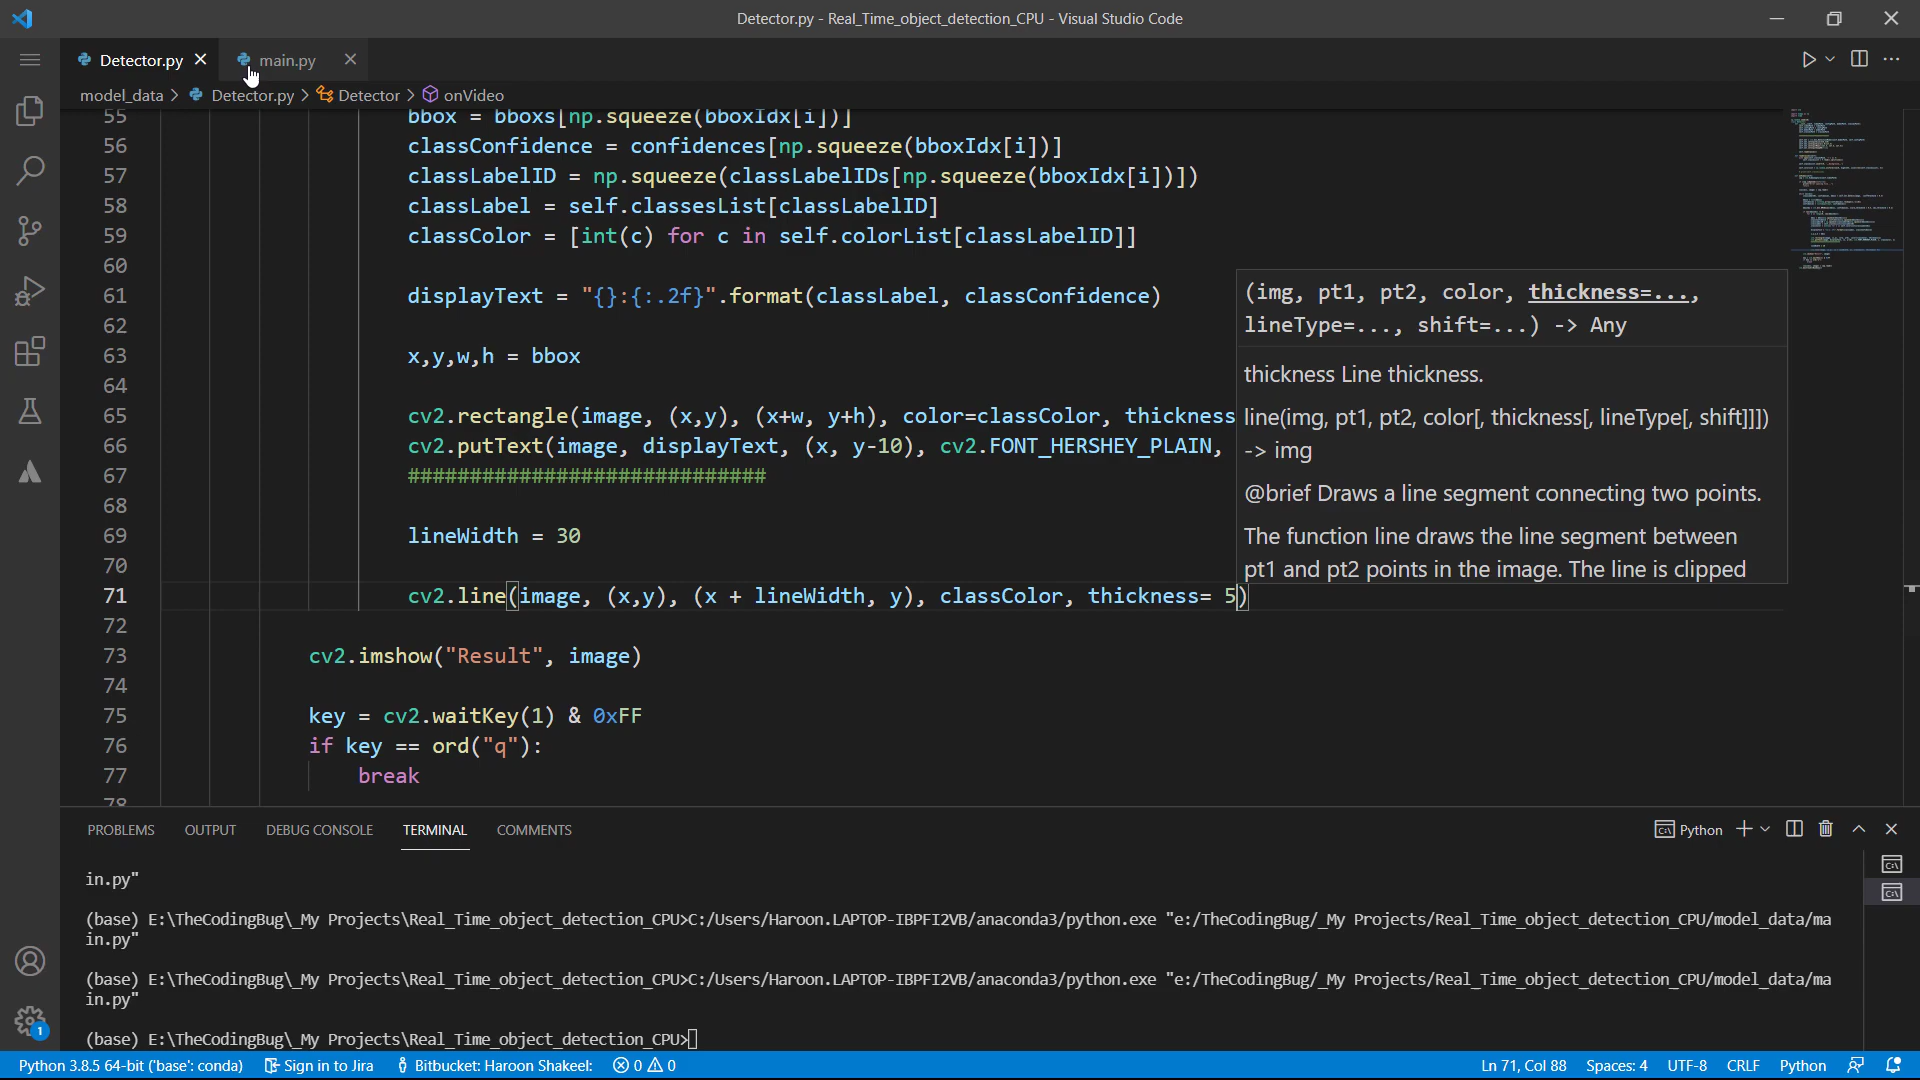 Detector.py - Real_Time_object_detection_CPU - Visual Studio Code
Detector.py
main.py
model_data > Detector.py > Detector > onVideo
55 bbox = bboxs[np.squeeze(bboxIdx[i])]
56 classConfidence = confidences[np.squeeze(bboxIdx[i])]
57 classLabelID = np.squeeze(classLabelIDs[np.squeeze(bboxIdx[i])])
58 classLabel = self.classesList[classLabelID]
59 classColor = [int(c) for c in self.colorList[classLabelID]]
60
61 displayText = "{}:{:.2f}".format(classLabel, classConfidence)
62
63 x,y,w,h = bbox
64
65 cv2.rectangle(image, (x,y), (x+w, y+h), color=classColor, thickness
66 cv2.putText(image, displayText, (x, y-10), cv2.FONT_HERSHEY_PLAIN,
67 #############################
68
69 lineWidth = 30
70
71 cv2.line(image, (x,y), (x + lineWidth, y), classColor, thickness= 5)
72
73 cv2.imshow("Result", image)
74
75 key = cv2.waitKey(1) & 0xFF
76 if key == ord("q"):
77 break
78
(img, pt1, pt2, color, thickness=...,
lineType=..., shift=...) -> Any
thickness Line thickness.
line(img, pt1, pt2, color[, thickness[, lineType[, shift]]])
-> img
@brief Draws a line segment connecting two points.
The function line draws the line segment between
pt1 and pt2 points in the image. The line is clipped
PROBLEMS OUTPUT DEBUG CONSOLE TERMINAL COMMENTS
Python
in.py"
(base) E:\TheCodingBug\_My Projects\Real_Time_object_detection_CPU>C:/Users/Haroon.LAPTOP-IBPFI2VB/anaconda3/python.exe "e:/TheCodingBug/_My Projects/Real_Time_object_detection_CPU/model_data/ma
in.py"
(base) E:\TheCodingBug\_My Projects\Real_Time_object_detection_CPU>C:/Users/Haroon.LAPTOP-IBPFI2VB/anaconda3/python.exe "e:/TheCodingBug/_My Projects/Real_Time_object_detection_CPU/model_data/ma
in.py"
(base) E:\TheCodingBug\_My Projects\Real_Time_object_detection_CPU>
1
Python 3.8.5 64-bit ('base': conda) Sign in to Jira Bitbucket: Haroon Shakeel: 0 0 Ln 71, Col 88 Spaces: 4 UTF-8 CRLF Python